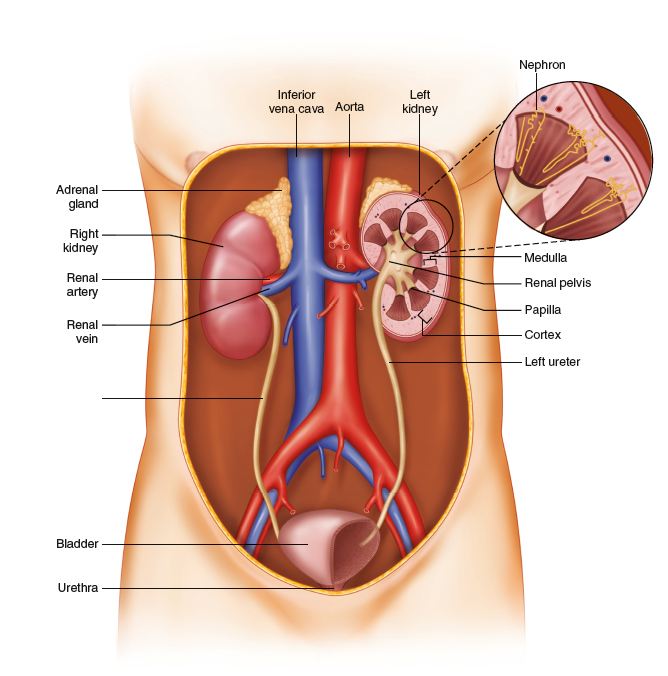 Nephron
Inferior
vena cava
Aorta
Left
kidney
Adrenal
gland
Right
kidney
Renal
artery
Renal
vein
Medulla
Renal pelvis
Papilla
Cortex
Left ureter
Bladder
Urethra